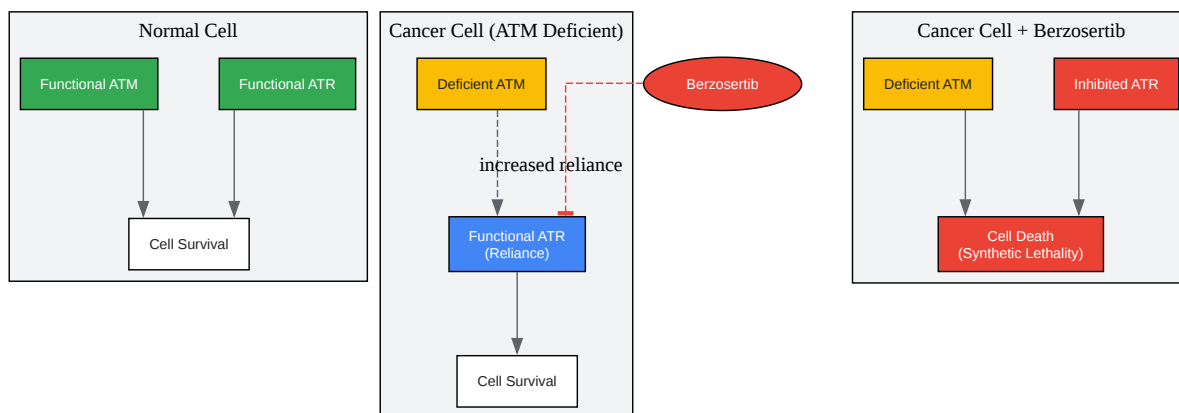 Normal Cell
Functional ATM
Functional ATR
Cell Survival
Cancer Cell (ATM Deficient)
Deficient ATM
increased reliance
Functional ATR
(Reliance)
Cell Survival
Berzosertib
Cancer Cell + Berzosertib
Deficient ATM
Inhibited ATR
Cell Death
(Synthetic Lethality)